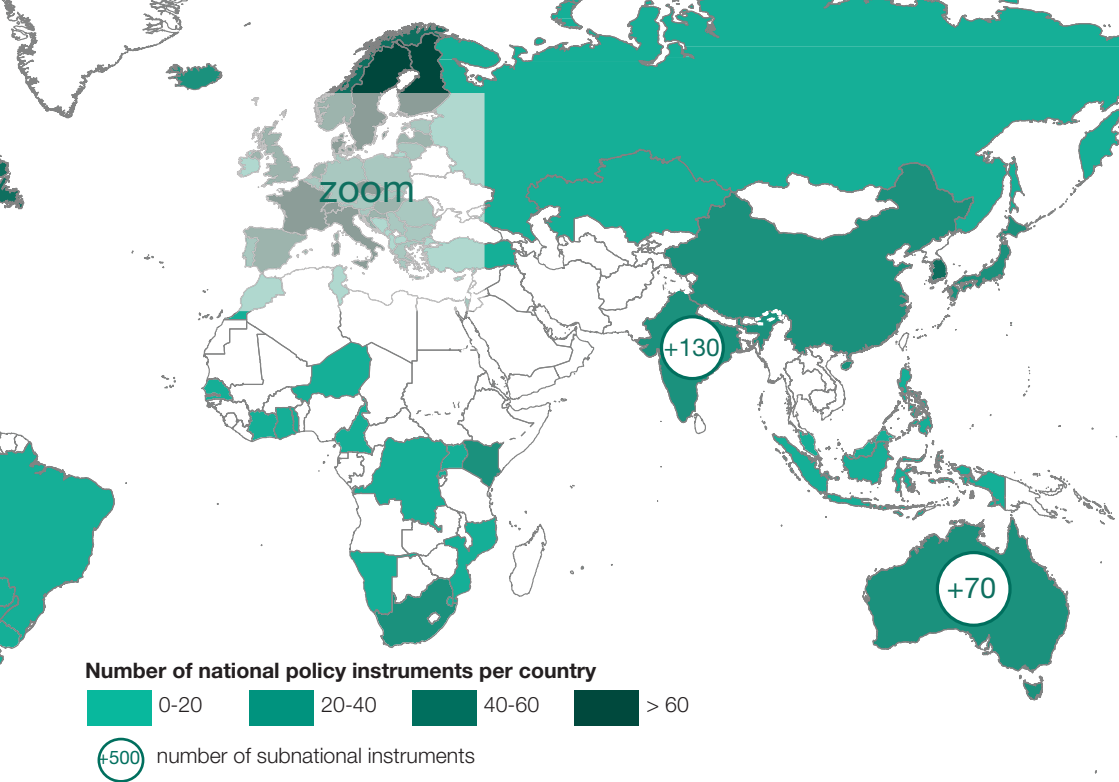 zoom
+130
+70
Number of national policy instruments per country
0-20 20-40 40-60 > 60
+500 number of subnational instruments